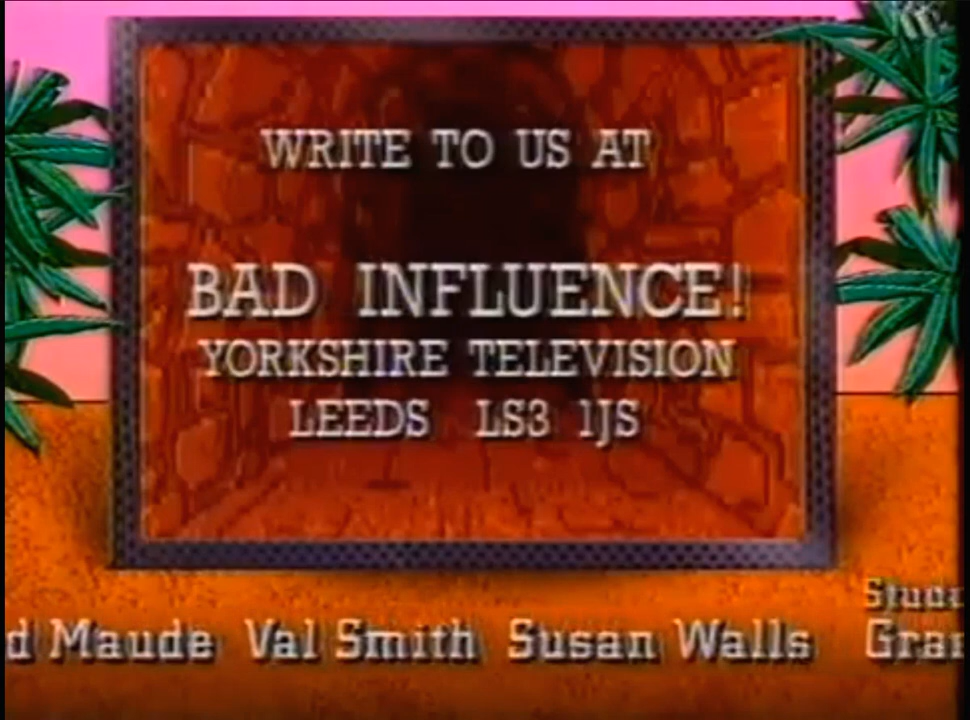 WRITE TO US AT
BAD INFLUENCE!
YORKSHIRE TELEVISION
LEEDS LS3 1JS
d Maude Val Smith Susan Walls